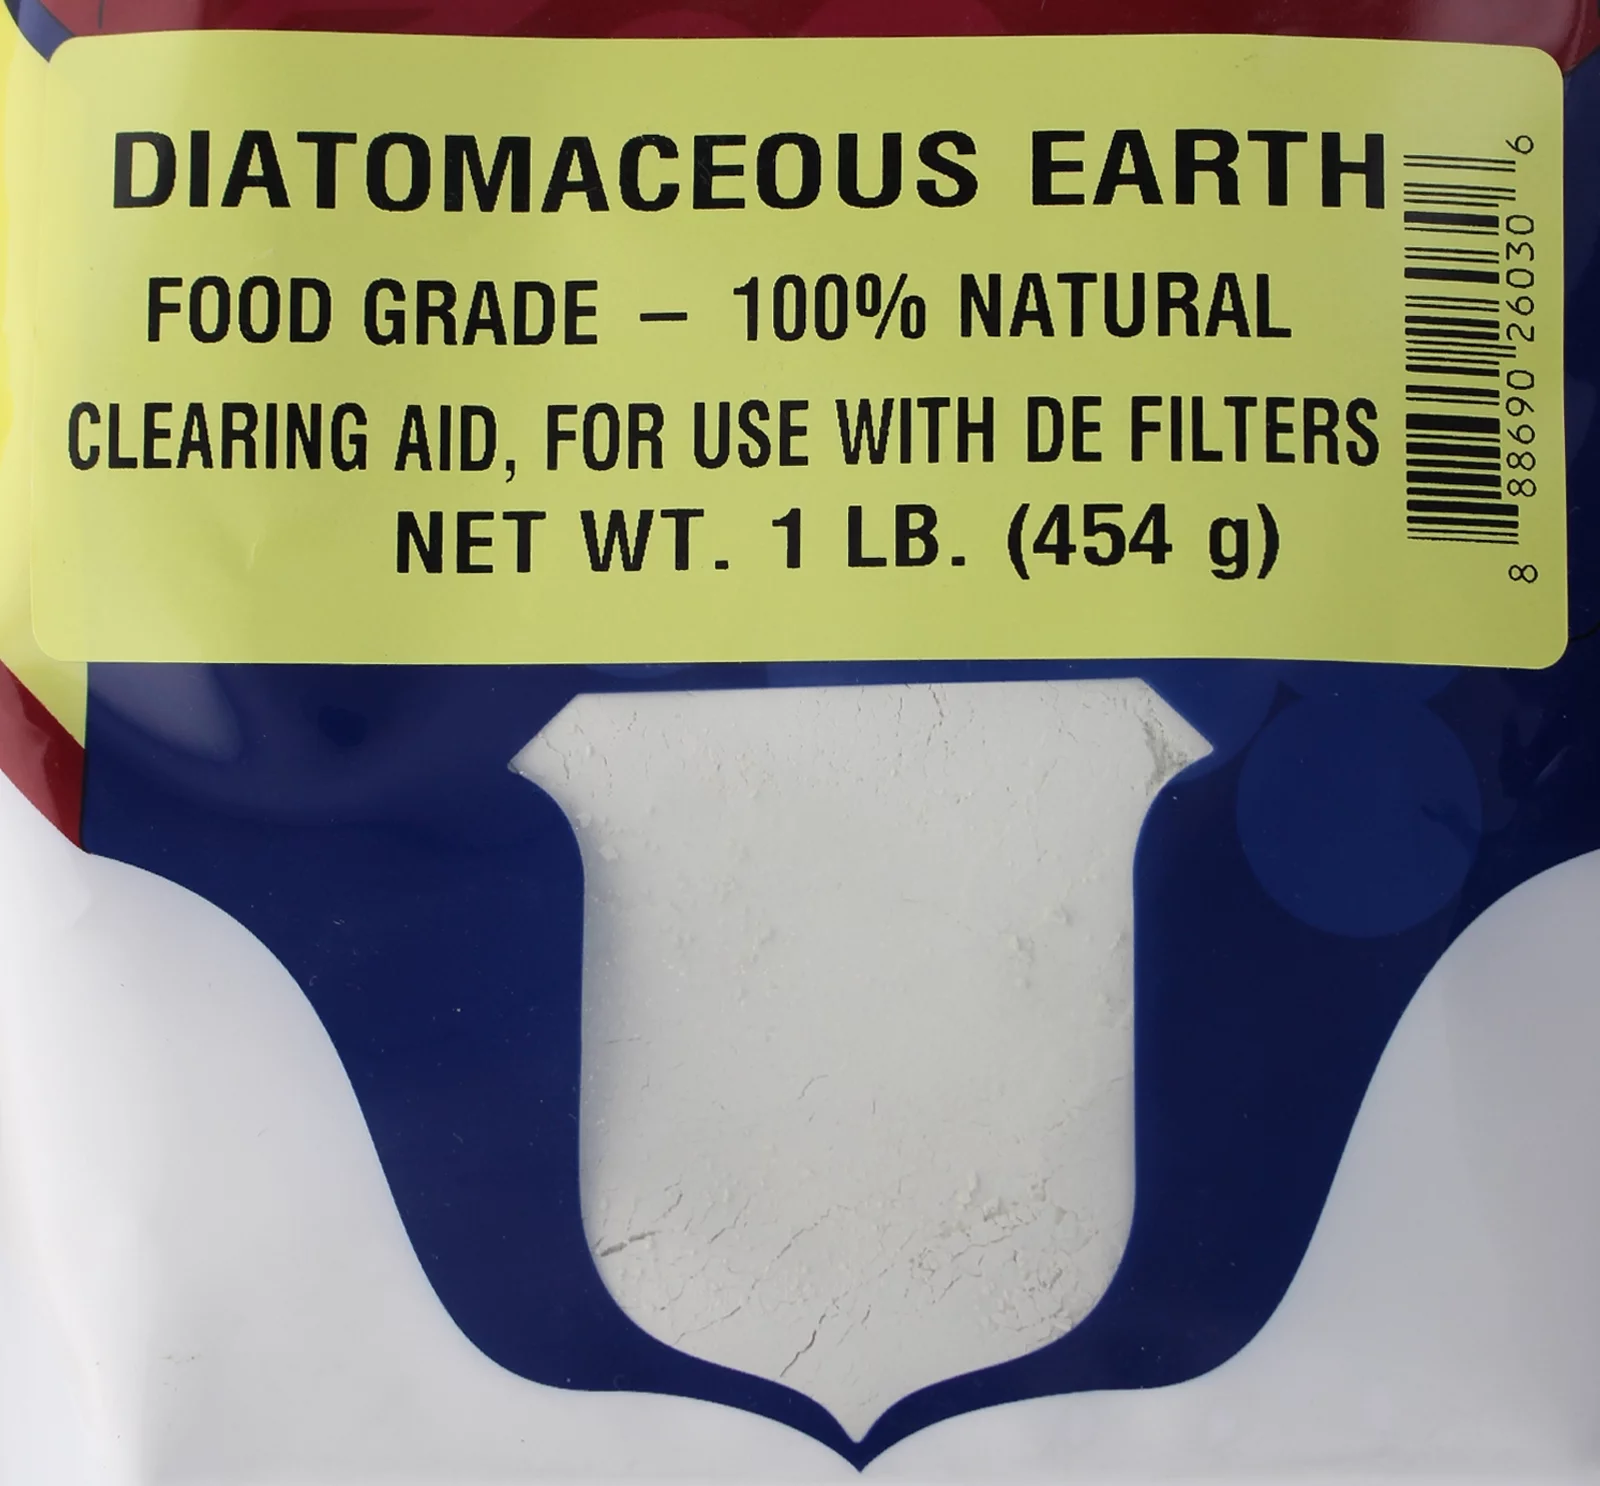 DIATOMACEOUS EARTH
FOOD GRADE – 100% NATURAL
CLEARING AID, FOR USE WITH DE FILTERS
NET WT. 1 LB. (454 g)
8 88690 26030 6